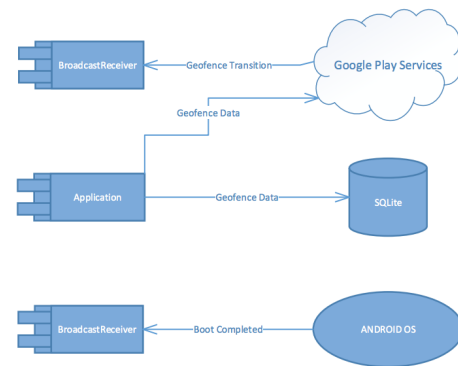 BroadcastReceiver
Geofence Transition
Google Play Services
Geofence Data
Application
Geofence Data
SQLite
BroadcastReceiver
Boot Completed
ANDROID OS